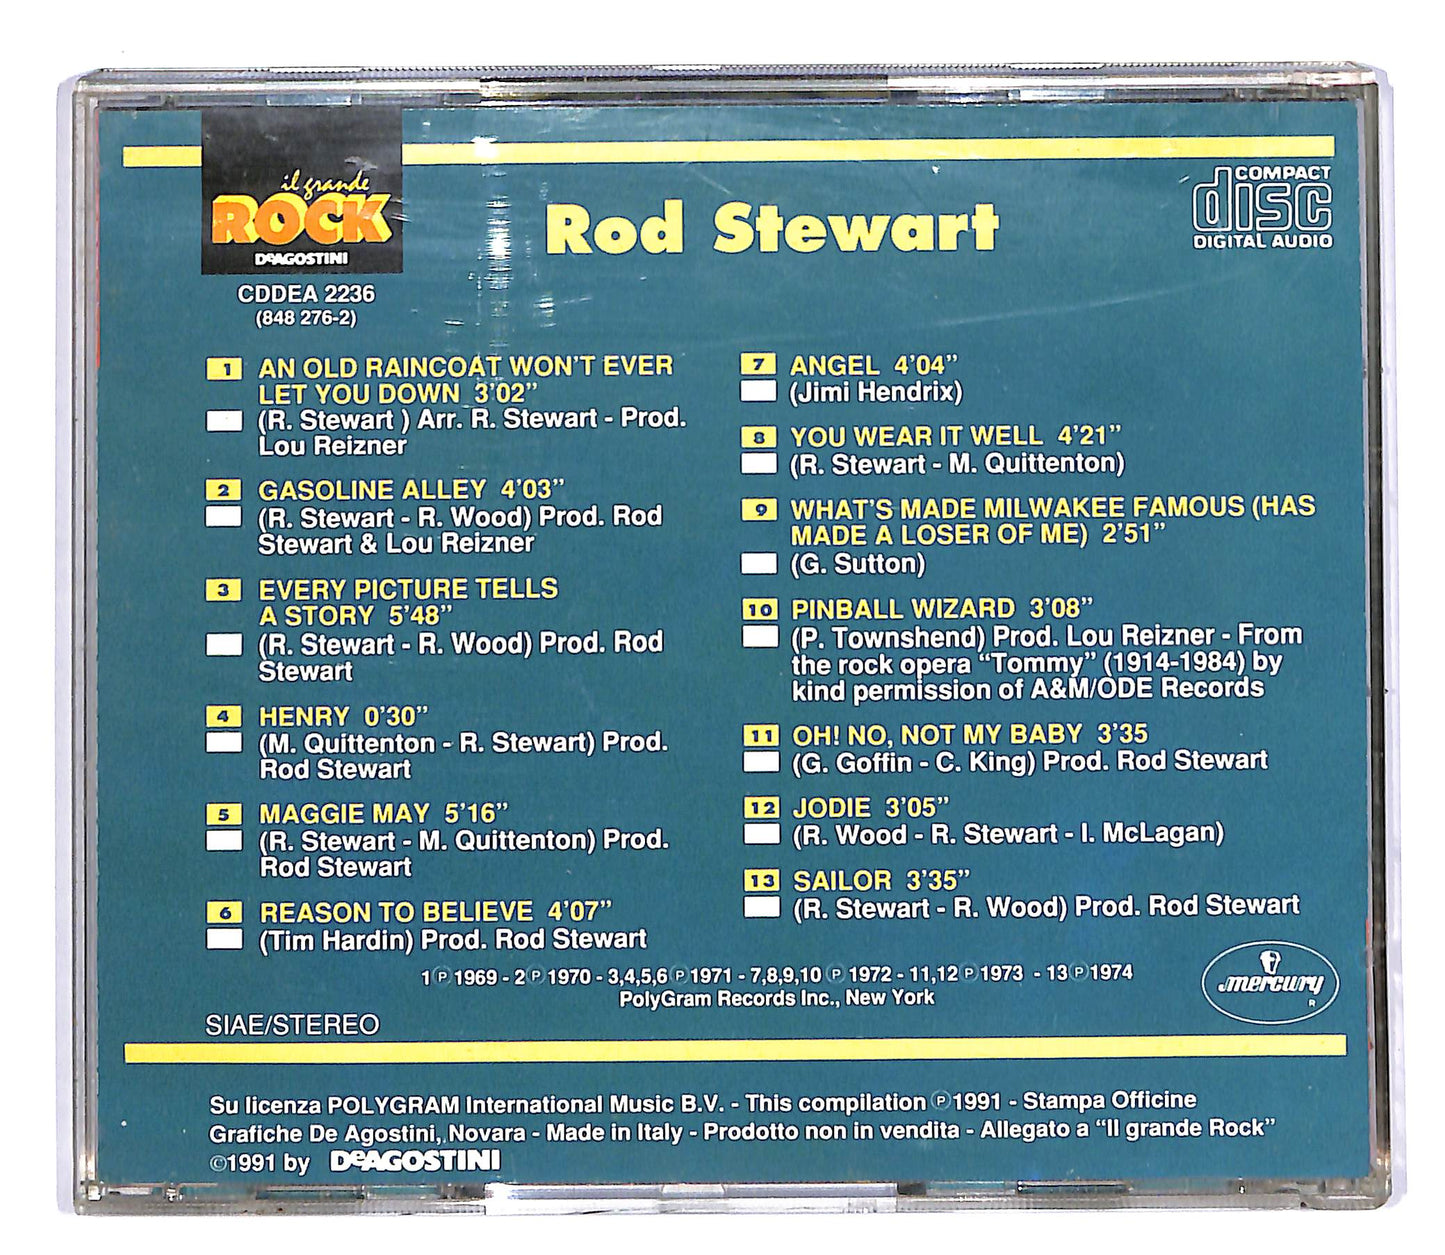 il grande
ROCK
DeAGOSTINI
CDDEA 2236
(848 276-2)
Rod Stewart
COMPACT
disc
DIGITAL AUDIO
1 AN OLD RAINCOAT WON'T EVER
LET YOU DOWN 3'02"
(R. Stewart ) Arr. R. Stewart - Prod.
Lou Reizner
2 GASOLINE ALLEY 4'03"
(R. Stewart - R. Wood) Prod. Rod
Stewart & Lou Reizner
3 EVERY PICTURE TELLS
A STORY 5'48"
(R. Stewart - R. Wood) Prod. Rod
Stewart
4 HENRY 0'30"
(M. Quittenton - R. Stewart) Prod.
Rod Stewart
5 MAGGIE MAY 5'16"
(R. Stewart - M. Quittenton) Prod.
Rod Stewart
6 REASON TO BELIEVE 4'07"
(Tim Hardin) Prod. Rod Stewart
7 ANGEL 4'04"
(Jimi Hendrix)
8 YOU WEAR IT WELL 4'21"
(R. Stewart - M. Quittenton)
9 WHAT'S MADE MILWAKEE FAMOUS (HAS
MADE A LOSER OF ME) 2'51"
(G. Sutton)
10 PINBALL WIZARD 3'08"
(P. Townshend) Prod. Lou Reizner - From
the rock opera "Tommy" (1914-1984) by
kind permission of A&M/ODE Records
11 OH! NO, NOT MY BABY 3'35
(G. Goffin - C. King) Prod. Rod Stewart
12 JODIE 3'05"
(R. Wood - R. Stewart - I. McLagan)
13 SAILOR 3'35"
(R. Stewart - R. Wood) Prod. Rod Stewart
1 ℗ 1969 - 2 ℗ 1970 - 3,4,5,6 ℗ 1971 - 7,8,9,10 ℗ 1972 - 11,12 ℗ 1973 - 13 ℗ 1974
PolyGram Records Inc., New York
mercury
R
SIAE/STEREO
Su licenza POLYGRAM International Music B.V. - This compilation ℗ 1991 - Stampa Officine
Grafiche De Agostini, Novara - Made in Italy - Prodotto non in vendita - Allegato a "Il grande Rock"
©1991 by DeAGOSTINI